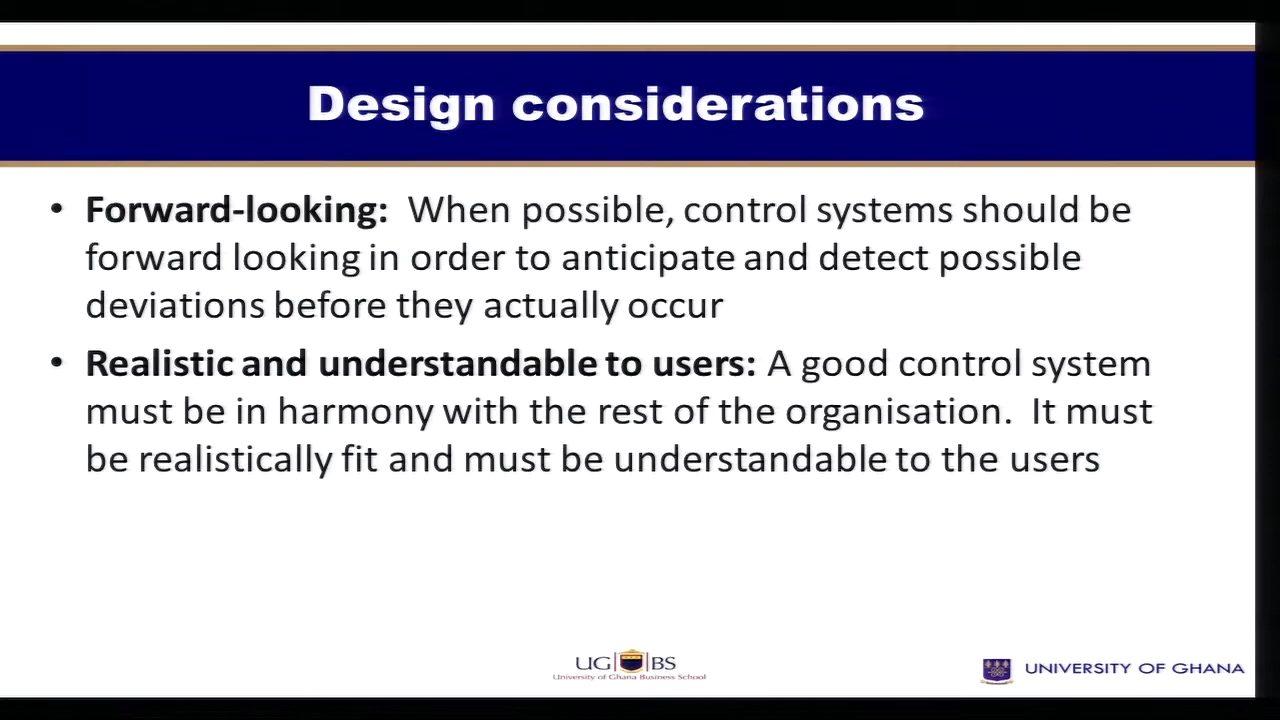 Design considerations
• Forward-looking: When possible, control systems should be
forward looking in order to anticipate and detect possible
deviations before they actually occur
• Realistic and understandable to users: A good control system
must be in harmony with the rest of the organisation. It must
be realistically fit and must be understandable to the users
UG BS
University of Ghana Business School
UNIVERSITY OF GHANA